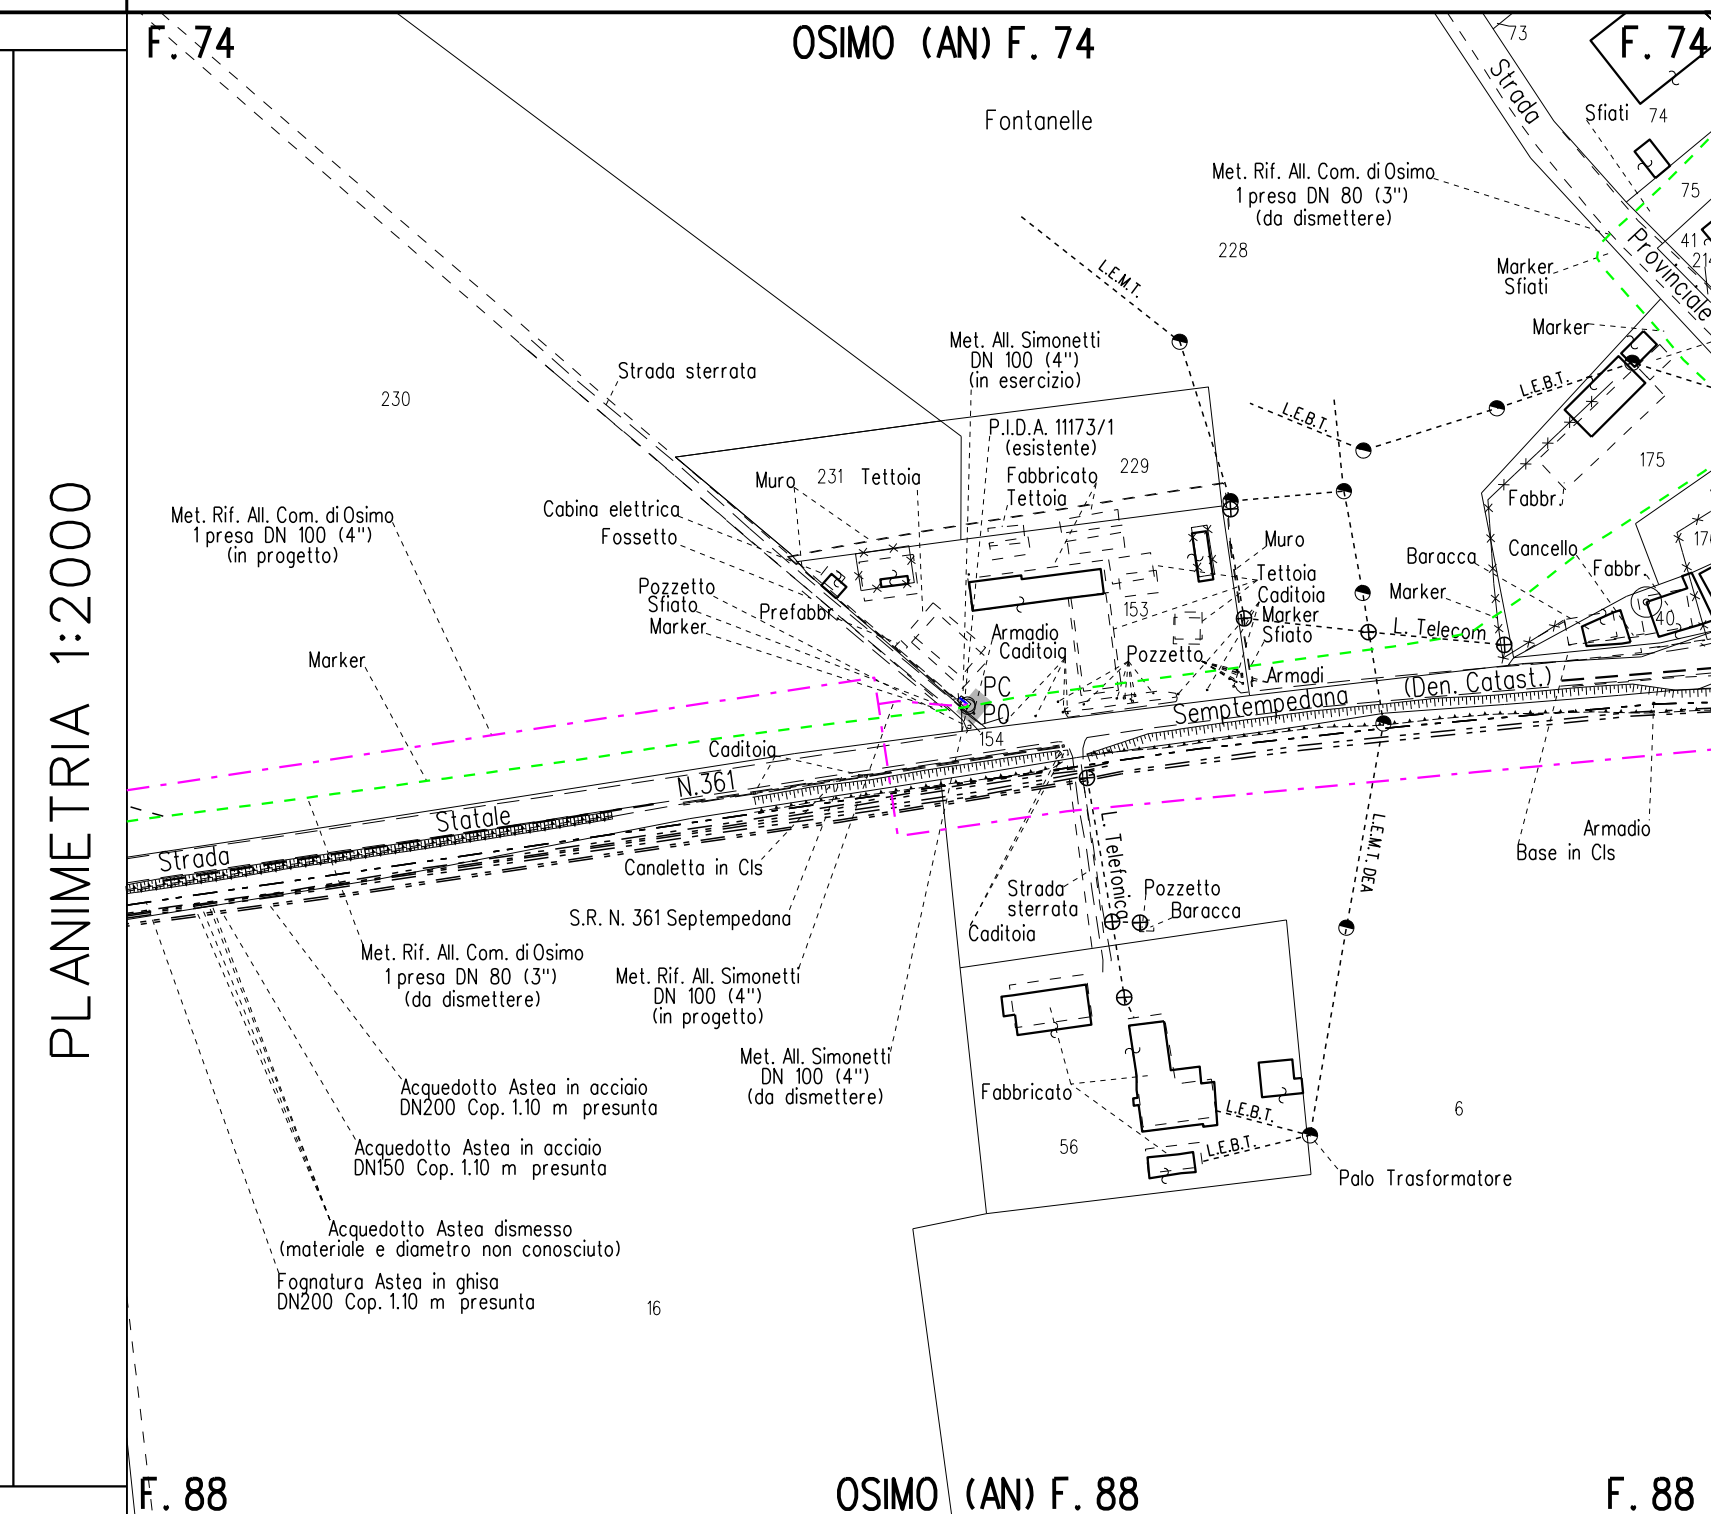 F. 74
OSIMO (AN) F. 74
F. 74
PLANIMETRIA 1:2000
Fontanelle
Strada
Provinciale
73
Sfiati
74
75
41
Met. Rif. All. Com. di Osimo
1 presa DN 80 (3")
(da dismettere)
228
Marker
Sfiati
Marker
L.E.M.T.
L.E.B.T.
L.E.B.T.
Met. All. Simonetti
DN 100 (4")
(in esercizio)
Strada sterrata
230
P.I.D.A. 11173/1
(esistente)
Fabbricato
Tettoia
229
Muro
231
Tettoia
175
Fabbr.
Cabina elettrica
Fossetto
Met. Rif. All. Com. di Osimo
1 presa DN 100 (4")
(in progetto)
Pozzetto
Sfiato
Marker
Prefabbr.
Muro
Tettoia
Caditoia
Marker
Sfiato
153
Baracca
Cancello
Fabbr.
Marker
40
L. Telecom
Armadio
Caditoia
Pozzetto
Armadi
Marker
PC
PO
154
Caditoia
Strada
Statale
N.361
Semptempedana
(Den. Catast.)
Canaletta in Cls
S.R. N. 361 Septempedana
L. Telefonica
L.E.M.T. DEA
Armadio
Base in Cls
Strada
sterrata
Pozzetto
Baracca
Caditoia
Met. Rif. All. Com. di Osimo
1 presa DN 80 (3")
(da dismettere)
Met. Rif. All. Simonetti
DN 100 (4")
(in progetto)
Met. All. Simonetti
DN 100 (4")
(da dismettere)
Acquedotto Astea in acciaio
DN200 Cop. 1.10 m presunta
Acquedotto Astea in acciaio
DN150 Cop. 1.10 m presunta
Acquedotto Astea dismesso
(materiale e diametro non conosciuto)
Fognatura Astea in ghisa
DN200 Cop. 1.10 m presunta
Fabbricato
L.E.B.T.
L.E.B.T.
56
6
Palo Trasformatore
16
F. 88
OSIMO (AN) F. 88
F. 88